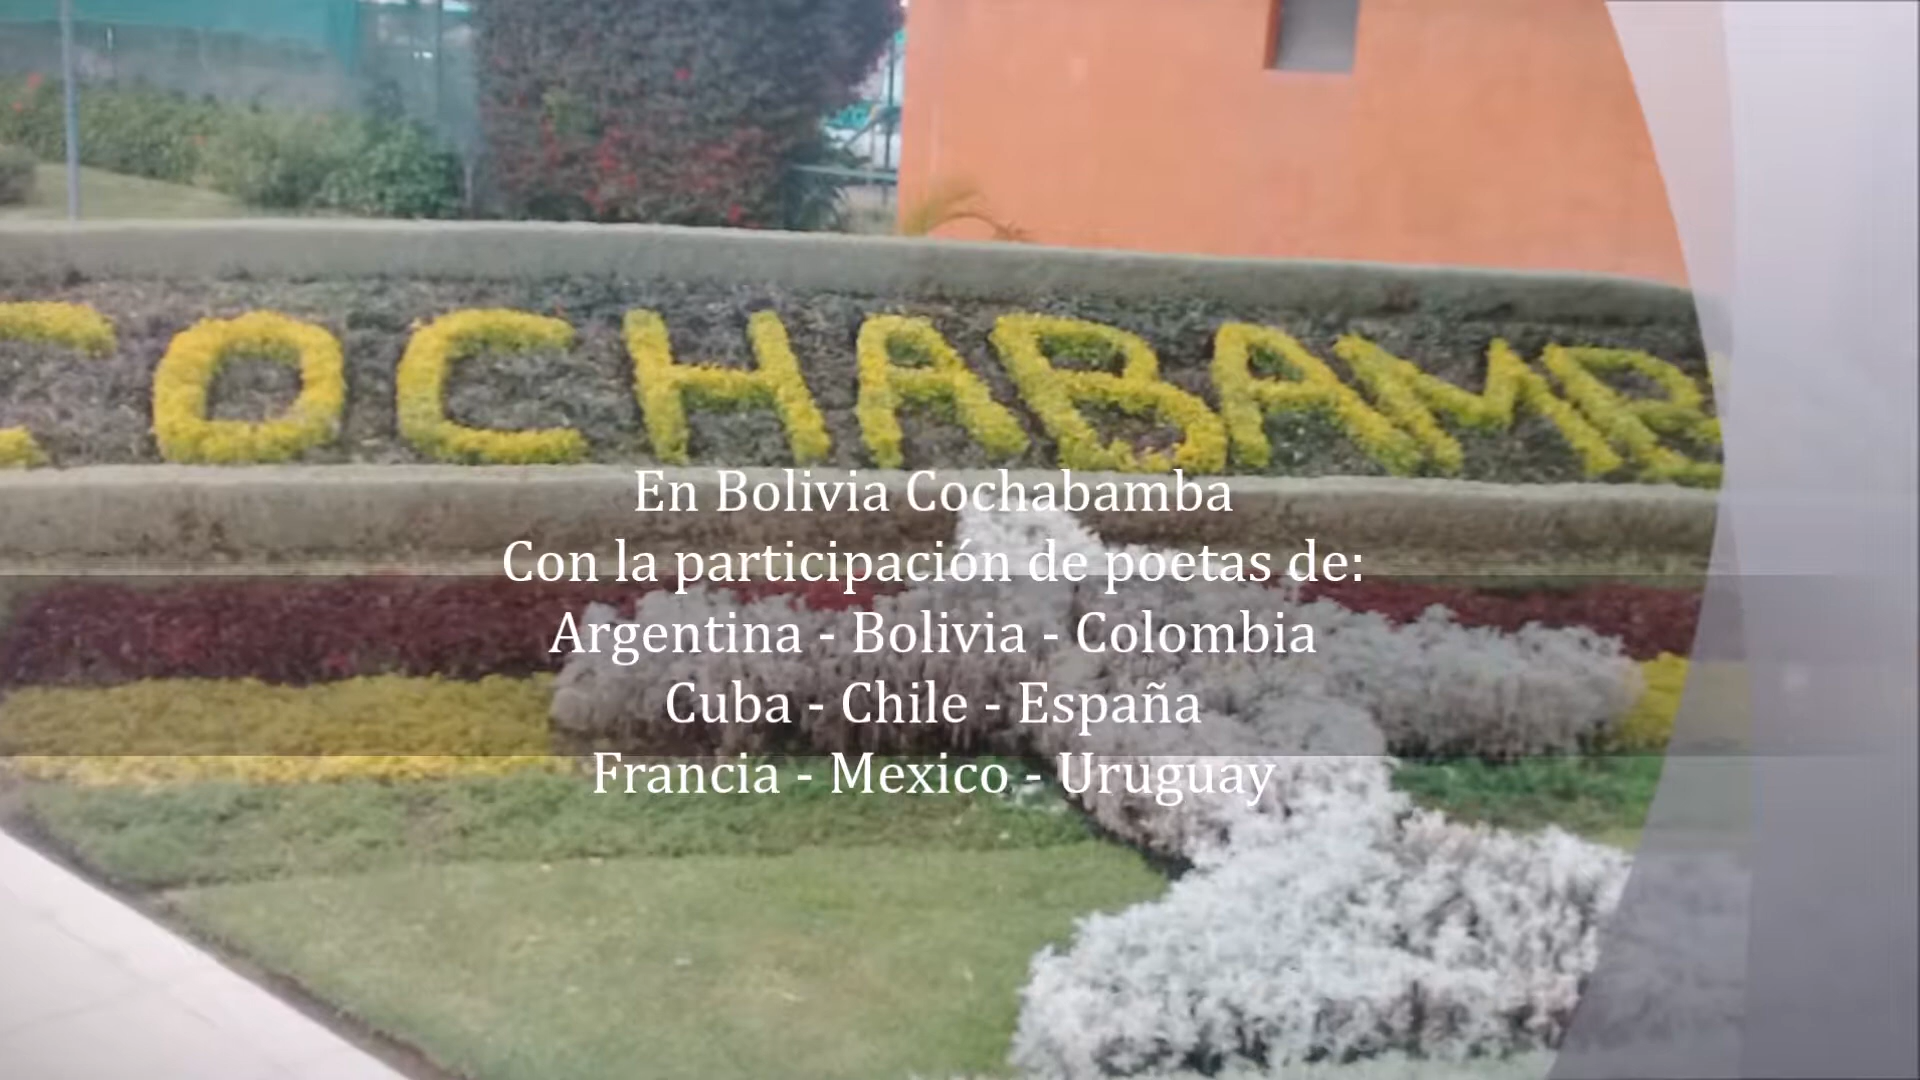 COCHABAMB
En Bolivia Cochabamba
Con la participación de poetas de:
Argentina - Bolivia - Colombia
Cuba - Chile - España
Francia - Mexico - Uruguay